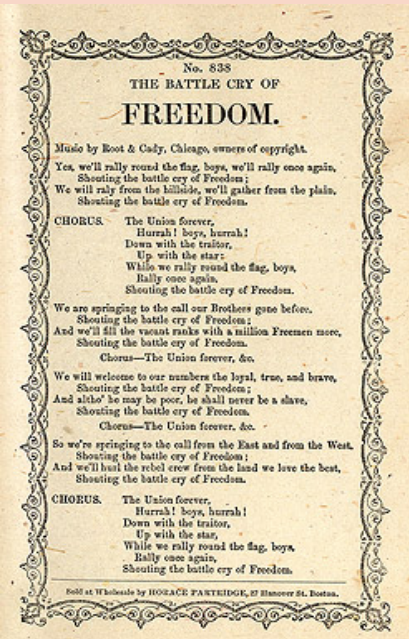 No. 838
THE BATTLE CRY OF
FREEDOM.
Music by Root & Cady, Chicago, owners of copyright.
Yes, we'll rally round the flag, boys, we'll rally once again,
Shouting the battle cry of Freedom;
We will raly from the hillside, we'll gather from the plain,
Shouting the battle cry of Freedom.
CHORUS. The Union forever,
Hurrah! boys, hurrah!
Down with the traitor,
Up with the star;
While we rally round the flag, boys,
Rally once again,
Shouting the battle cry of Freedom.
We are springing to the call our Brothers gone before,
Shouting the battle cry of Freedom;
And we'll fill the vacant ranks with a million Freemen more,
Shouting the battle cry of Freedom.
Chorus—The Union forever, &c.
We will welcome to our numbers the loyal, true, and brave,
Shouting the battle cry of Freedom;
And altho' he may be poor, he shall never be a slave,
Shouting the battle cry of Freedom.
Chorus—The Union forever, &c.
So we're springing to the call from the East and from the West,
Shouting the battle cry of Freedom;
And we'll hurl the rebel crew from the land we love the best,
Shouting the battle cry of Freedom.
CHORUS. The Union forever,
Hurrah! boys, hurrah!
Down with the traitor,
Up with the star,
While we rally round the flag, boys,
Rally once again,
Shouting the battle cry of Freedom.
Sold at Wholesale by HORACE PARTRIDGE, 27 Hanover St. Boston.